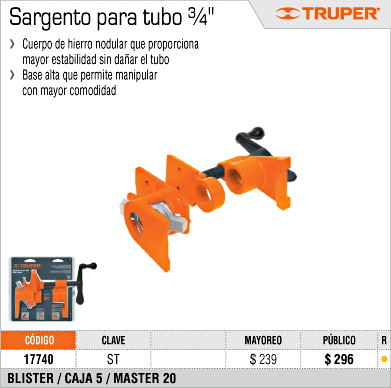 Sargento para tubo ¾"
TRUPER®
› Cuerpo de hierro nodular que proporciona
mayor estabilidad sin dañar el tubo
› Base alta que permite manipular
con mayor comodidad
TRUPER
CÓDIGO CLAVE MAYOREO PÚBLICO R
17740 ST $ 239 $ 296
BLISTER / CAJA 5 / MASTER 20